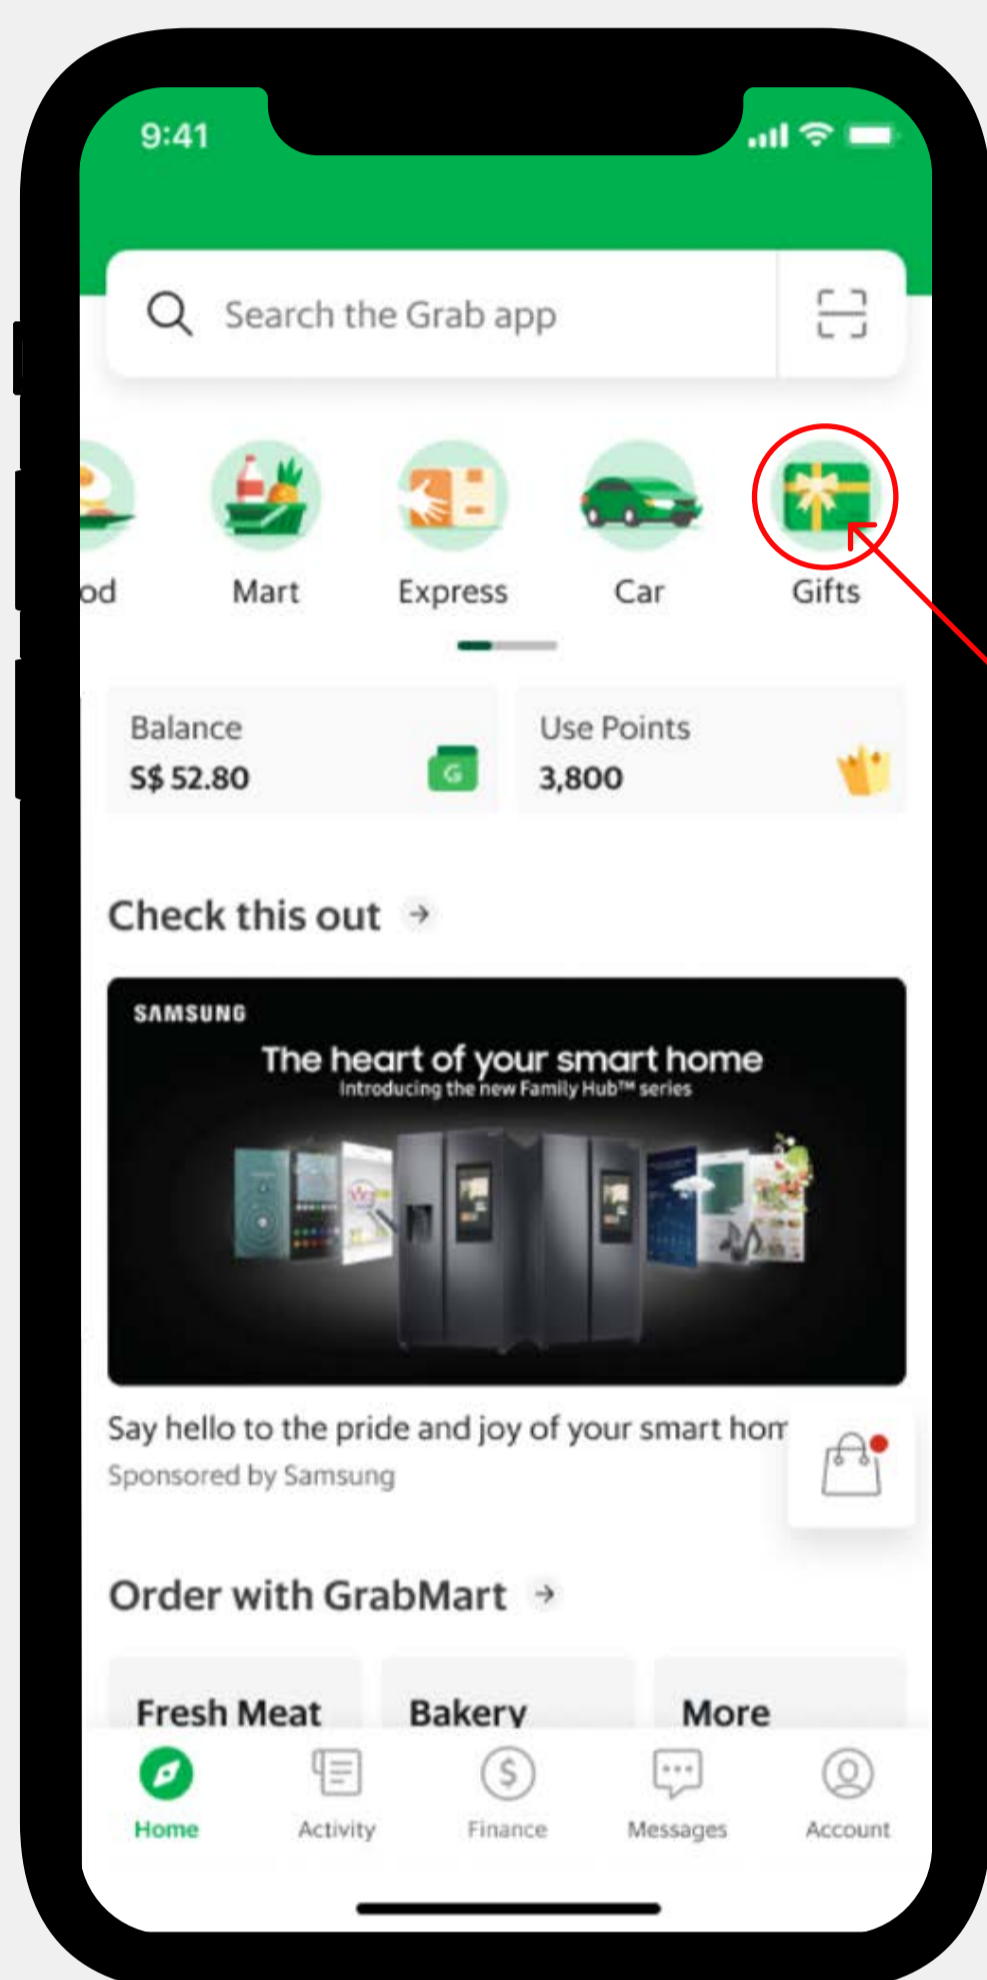 9:41
Search the Grab app
od
Mart
Express
Car
Gifts
Balance
S$ 52.80
G
Use Points
3,800
Check this out
SAMSUNG
The heart of your smart home
Introducing the new Family Hub™ series
Say hello to the pride and joy of your smart hom
Sponsored by Samsung
Order with GrabMart
Fresh Meat
Bakery
More
Home
Activity
Finance
Messages
Account